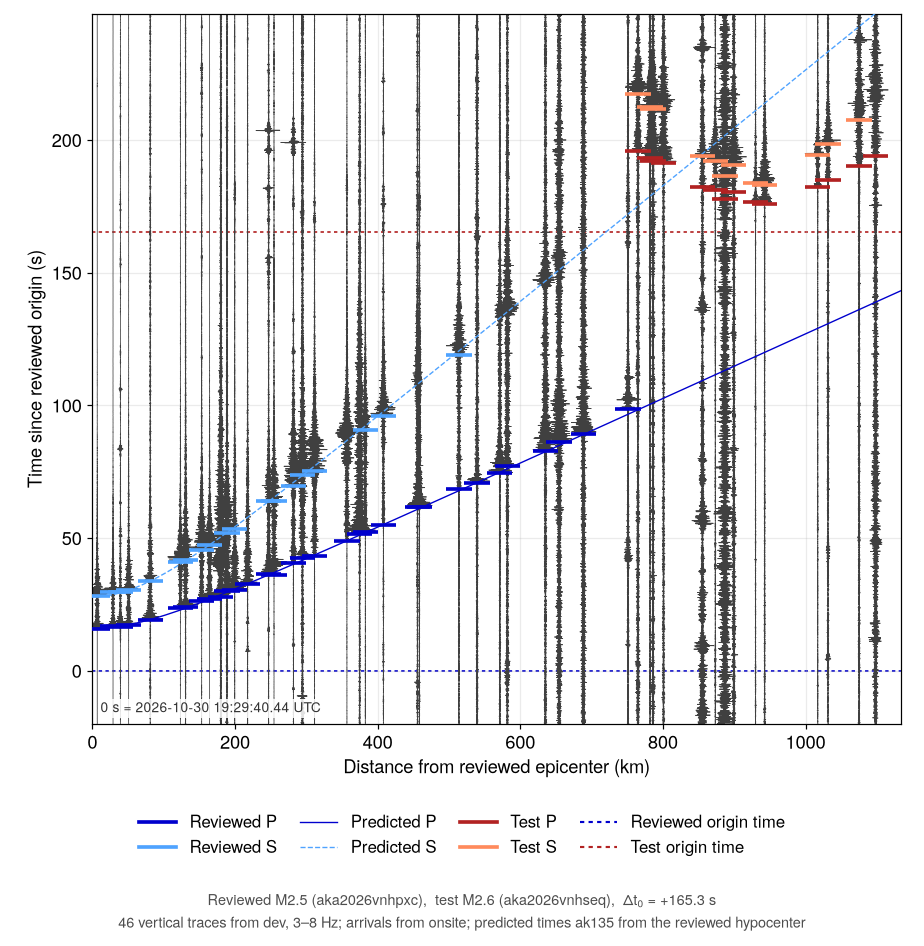 Time since reviewed origin (s)
200
150
100
50
0
0 s = 2026-10-30 19:29:40.44 UTC
0 200 400 600 800 1000
Distance from reviewed epicenter (km)
Reviewed P Predicted P Test P Reviewed origin time
Reviewed S Predicted S Test S Test origin time
Reviewed M2.5 (aka2026vnhpxc), test M2.6 (aka2026vnhseq), Δt₀ = +165.3 s
46 vertical traces from dev, 3–8 Hz; arrivals from onsite; predicted times ak135 from the reviewed hypocenter